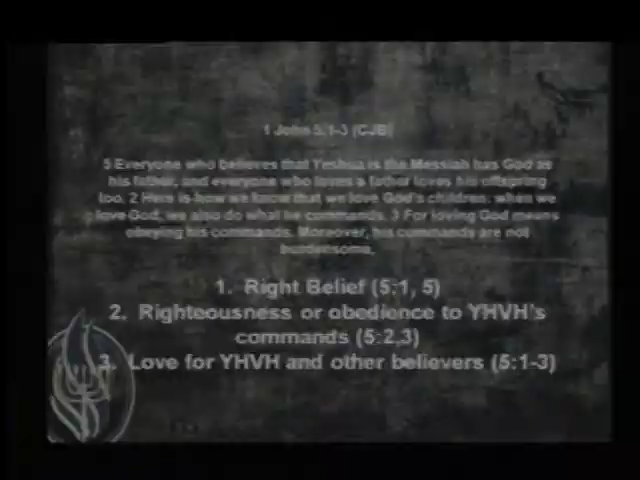 1 John 5:1-3 (CJB)
5 Everyone who believes that Yeshua is the Messiah has God as
his father, and everyone who loves a father loves his offspring
too. 2 Here is how we know that we love God's children: when we
love God, we also do what he commands. 3 For loving God means
obeying his commands. Moreover, his commands are not
burdensome,
1. Right Belief (5:1, 5)
2. Righteousness or obedience to YHVH's
commands (5:2,3)
3. Love for YHVH and other believers (5:1-3)